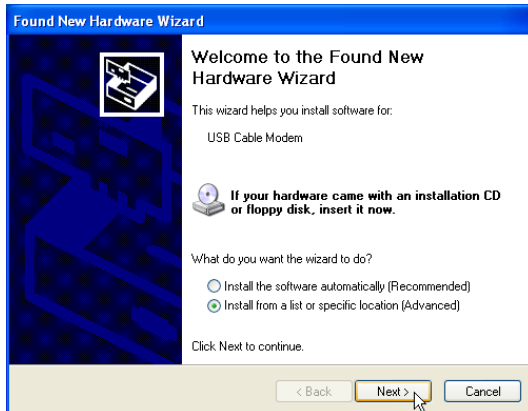 Found New Hardware Wizard
Welcome to the Found New
Hardware Wizard
This wizard helps you install software for:
USB Cable Modem
If your hardware came with an installation CD
or floppy disk, insert it now.
What do you want the wizard to do?
Install the software automatically (Recommended)
Install from a list or specific location (Advanced)
Click Next to continue.
< Back Next > Cancel